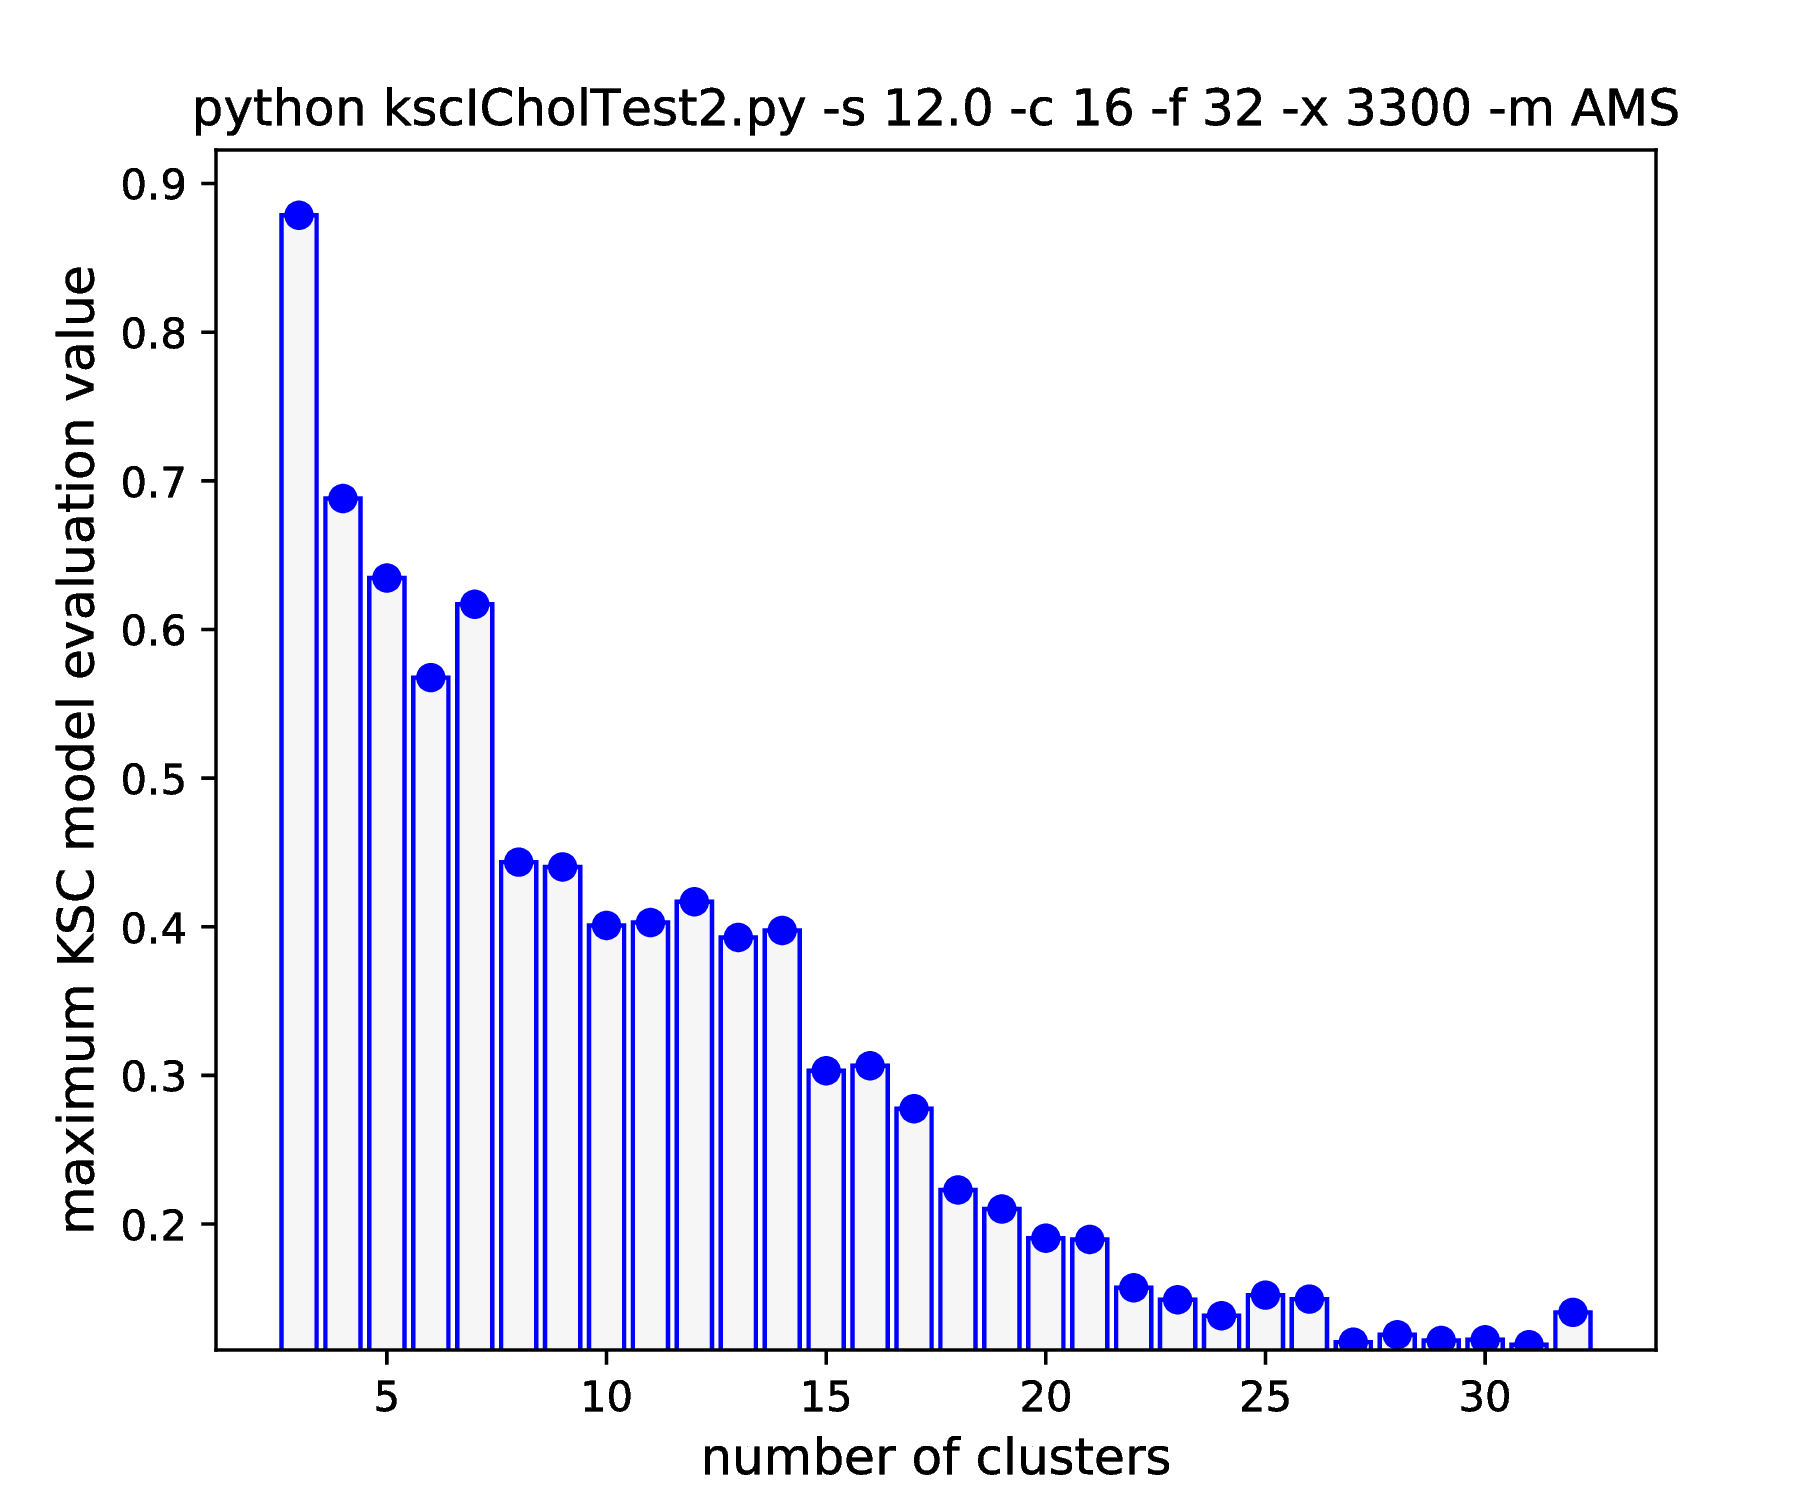 python kscICholTest2.py -s 12.0 -c 16 -f 32 -x 3300 -m AMS
maximum KSC model evaluation value
0.9
0.8
0.7
0.6
0.5
0.4
0.3
0.2
5 10 15 20 25 30
number of clusters